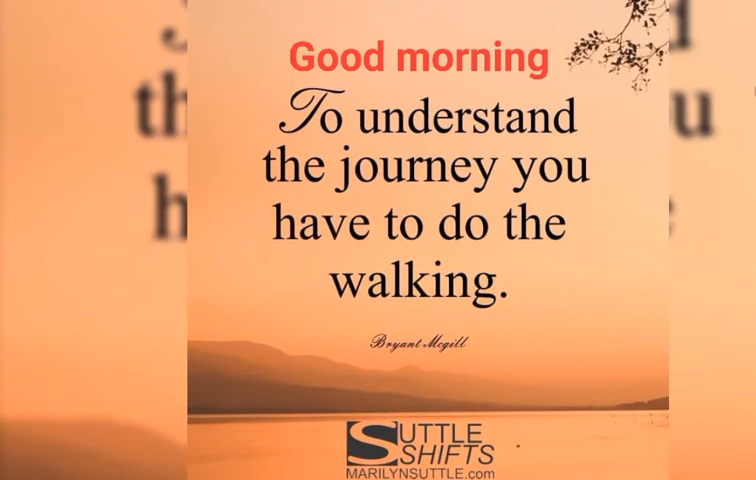 Good morning
To understand
the journey you
have to do the
walking.
Bryant Mcgill
SUTTLE
SHIFTS
MARILYNSUTTLE.com